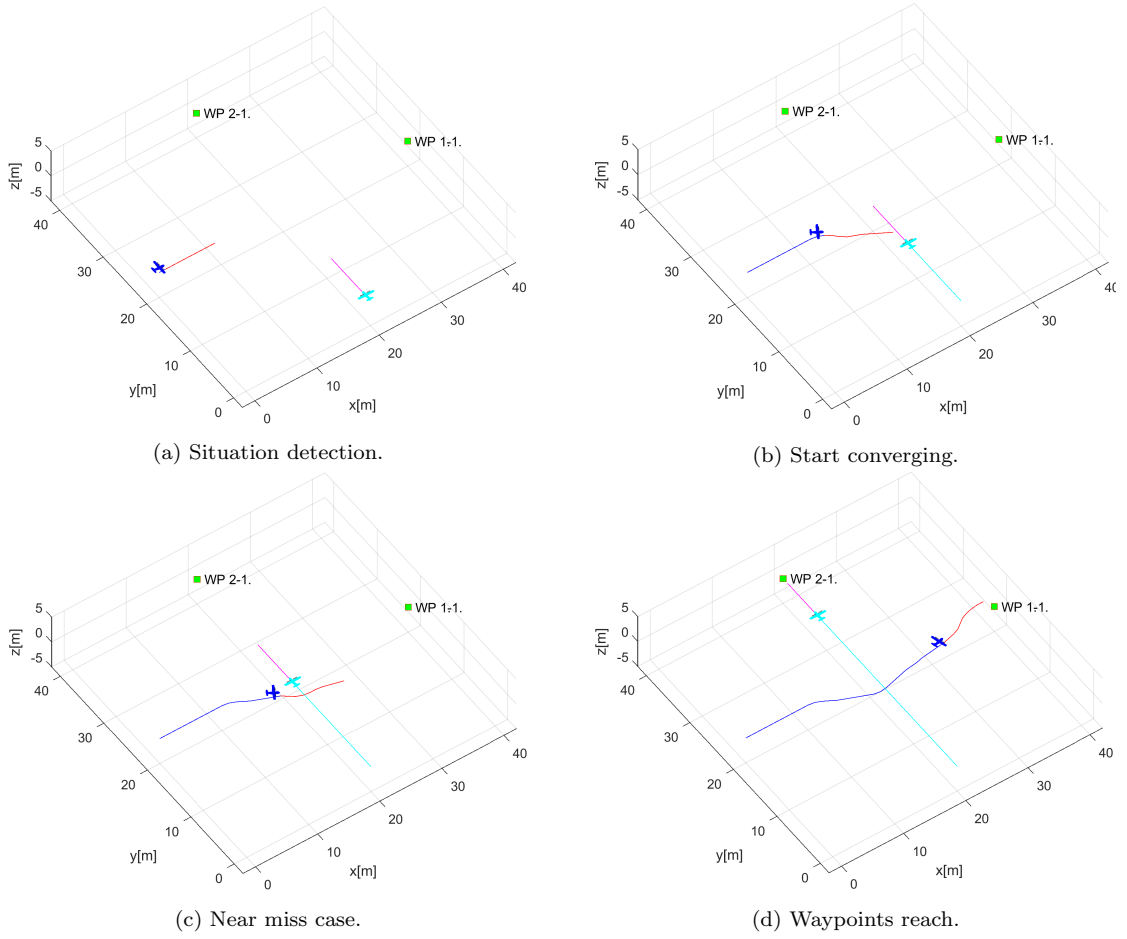 WP 2-1.
WP 1-1.
5
0
-5
z[m]
40
30
20
10
0
y[m]
0
10
20
30
40
x[m]
(a) Situation detection.
WP 2-1.
WP 1-1.
5
0
-5
z[m]
40
30
20
10
0
y[m]
0
10
20
30
40
x[m]
(b) Start converging.
WP 2-1.
WP 1-1.
5
0
-5
z[m]
40
30
20
10
0
y[m]
0
10
20
30
40
x[m]
(c) Near miss case.
WP 2-1.
WP 1-1.
5
0
-5
z[m]
40
30
20
10
0
y[m]
0
10
20
30
40
x[m]
(d) Waypoints reach.